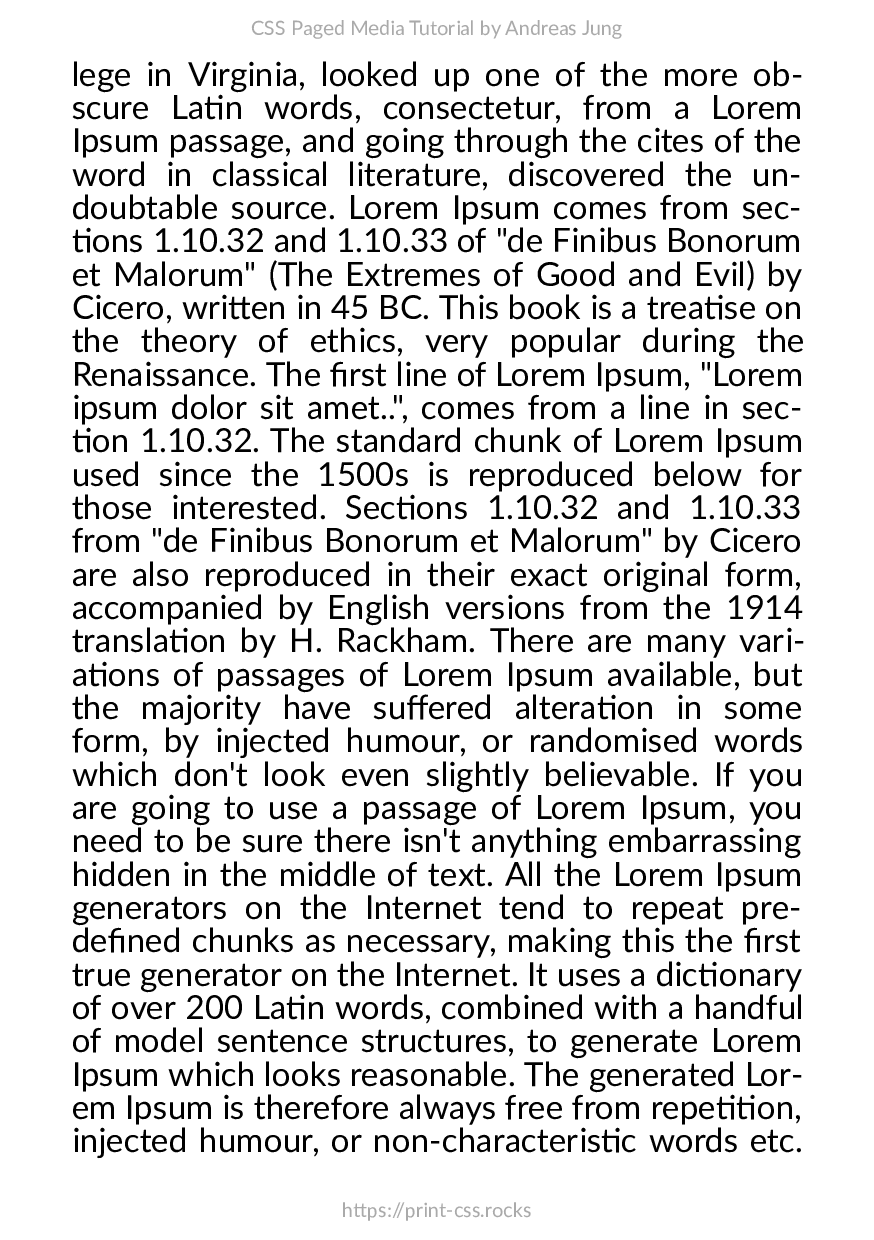 CSS Paged Media Tutorial by Andreas Jung
lege in Virginia, looked up one of the more ob-
scure Latin words, consectetur, from a Lorem
Ipsum passage, and going through the cites of the
word in classical literature, discovered the un-
doubtable source. Lorem Ipsum comes from sec-
tions 1.10.32 and 1.10.33 of "de Finibus Bonorum
et Malorum" (The Extremes of Good and Evil) by
Cicero, written in 45 BC. This book is a treatise on
the theory of ethics, very popular during the
Renaissance. The first line of Lorem Ipsum, "Lorem
ipsum dolor sit amet..", comes from a line in sec-
tion 1.10.32. The standard chunk of Lorem Ipsum
used since the 1500s is reproduced below for
those interested. Sections 1.10.32 and 1.10.33
from "de Finibus Bonorum et Malorum" by Cicero
are also reproduced in their exact original form,
accompanied by English versions from the 1914
translation by H. Rackham. There are many vari-
ations of passages of Lorem Ipsum available, but
the majority have suffered alteration in some
form, by injected humour, or randomised words
which don't look even slightly believable. If you
are going to use a passage of Lorem Ipsum, you
need to be sure there isn't anything embarrassing
hidden in the middle of text. All the Lorem Ipsum
generators on the Internet tend to repeat pre-
defined chunks as necessary, making this the first
true generator on the Internet. It uses a dictionary
of over 200 Latin words, combined with a handful
of model sentence structures, to generate Lorem
Ipsum which looks reasonable. The generated Lor-
em Ipsum is therefore always free from repetition,
injected humour, or non-characteristic words etc.
https://print-css.rocks